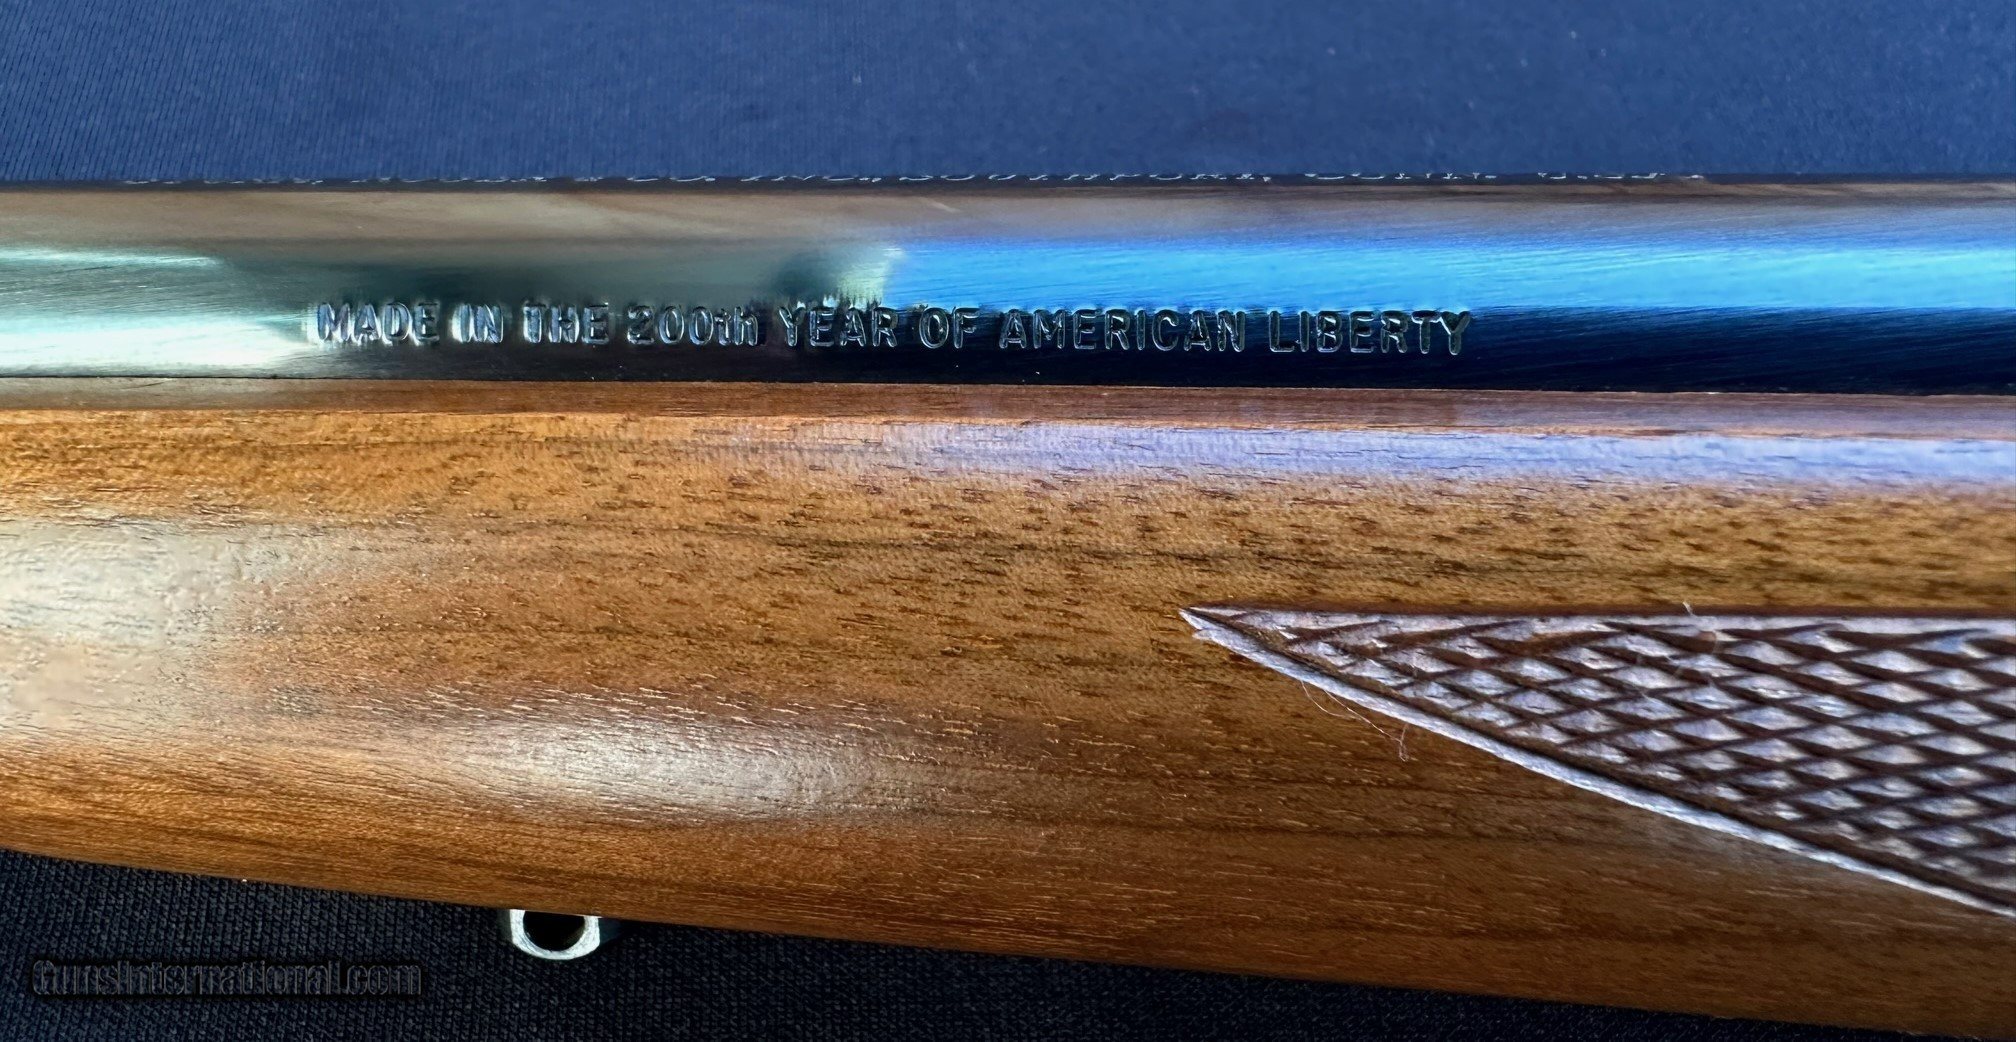 MADE IN THE 200th YEAR OF AMERICAN LIBERTY
GunsInternational.com